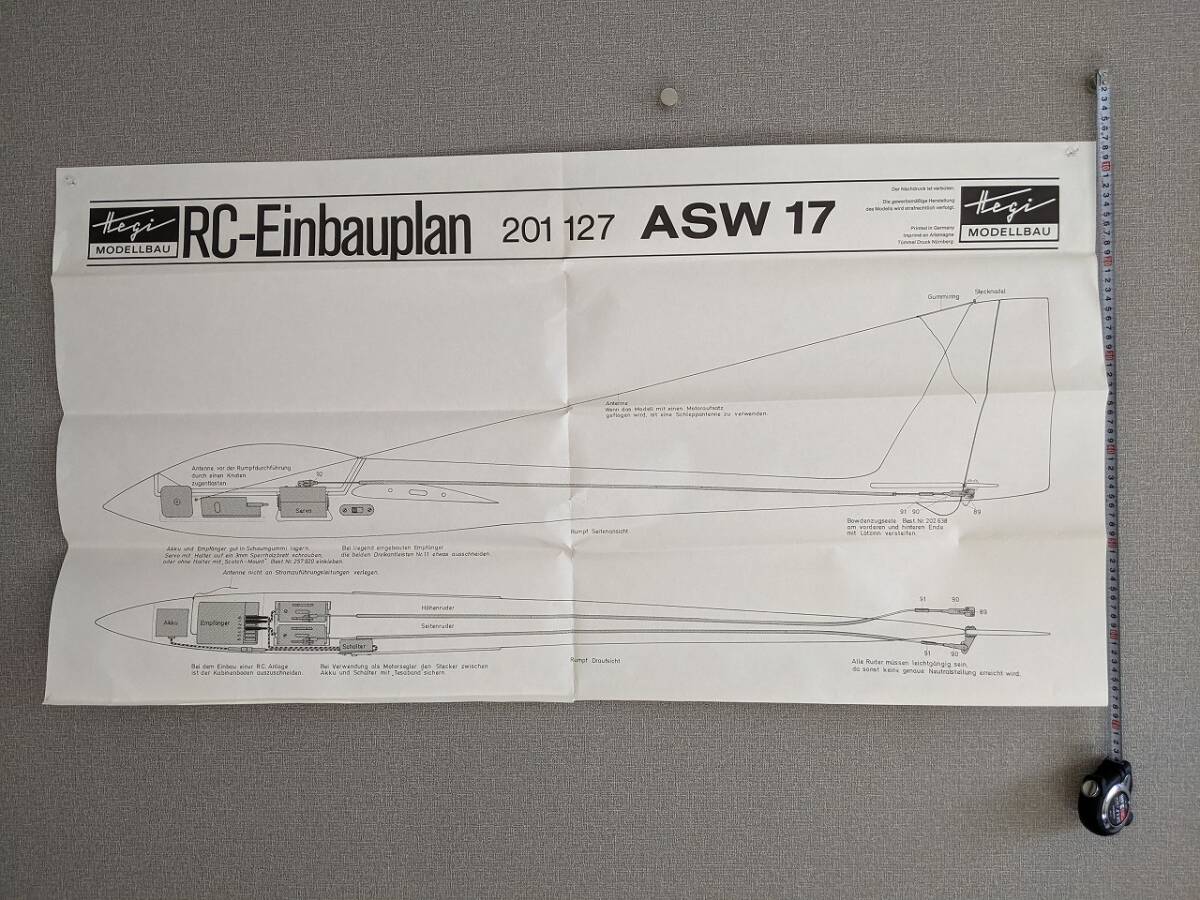 Hegi
MODELLBAU
RC-Einbauplan
201 127
ASW 17
Der Nachdruck ist verboten.
Die gewerbsmäßige Herstellung
des Modells wird strafrechtlich verfolgt.
Printed in Germany
Imprimé en Allemagne
Tümmel Druck Nürnberg
Hegi
MODELLBAU
Gummiring
Stecknadel
Antenne
Wenn das Modell mit einem Motoraufsatz
geflogen wird, ist eine Schleppantenne zu verwenden.
Antenne vor der Rumpfdurchführung
durch einen Knoten
zugentlasten.
92
Servo
91 90
89
Bowdenzugseele Best. Nr. 202 638
am vorderen und hinteren Ende
mit Lötzinn versteifen.
Rumpf Seitenansicht
Akku und Empfänger gut in Schaumgummi lagern.
Servo mit Halter auf ein 3mm Sperrholzbrett schrauben,
oder ohne Halter mit „Scotch-Mount" Best. Nr. 257 920 einkleben.
Bei liegend eingebautem Empfänger
die beiden Dreikantleisten Nr. 11 etwas ausschneiden.
Antenne nicht an Stromzuführungsleitungen verlegen.
Akku
Empfänger
Höhenruder
Seitenruder
Schalter
91
90
89
91
90
Rumpf Draufsicht
Bei dem Einbau einer RC Anlage
ist der Kabinenboden auszuschneiden.
Bei Verwendung als Motorsegler den Stecker zwischen
Akku und Schalter mit „Tesaband sichern.
Alle Ruder müssen leichtgängig sein,
da sonst keine genaue Neutralstellung erreicht wird.